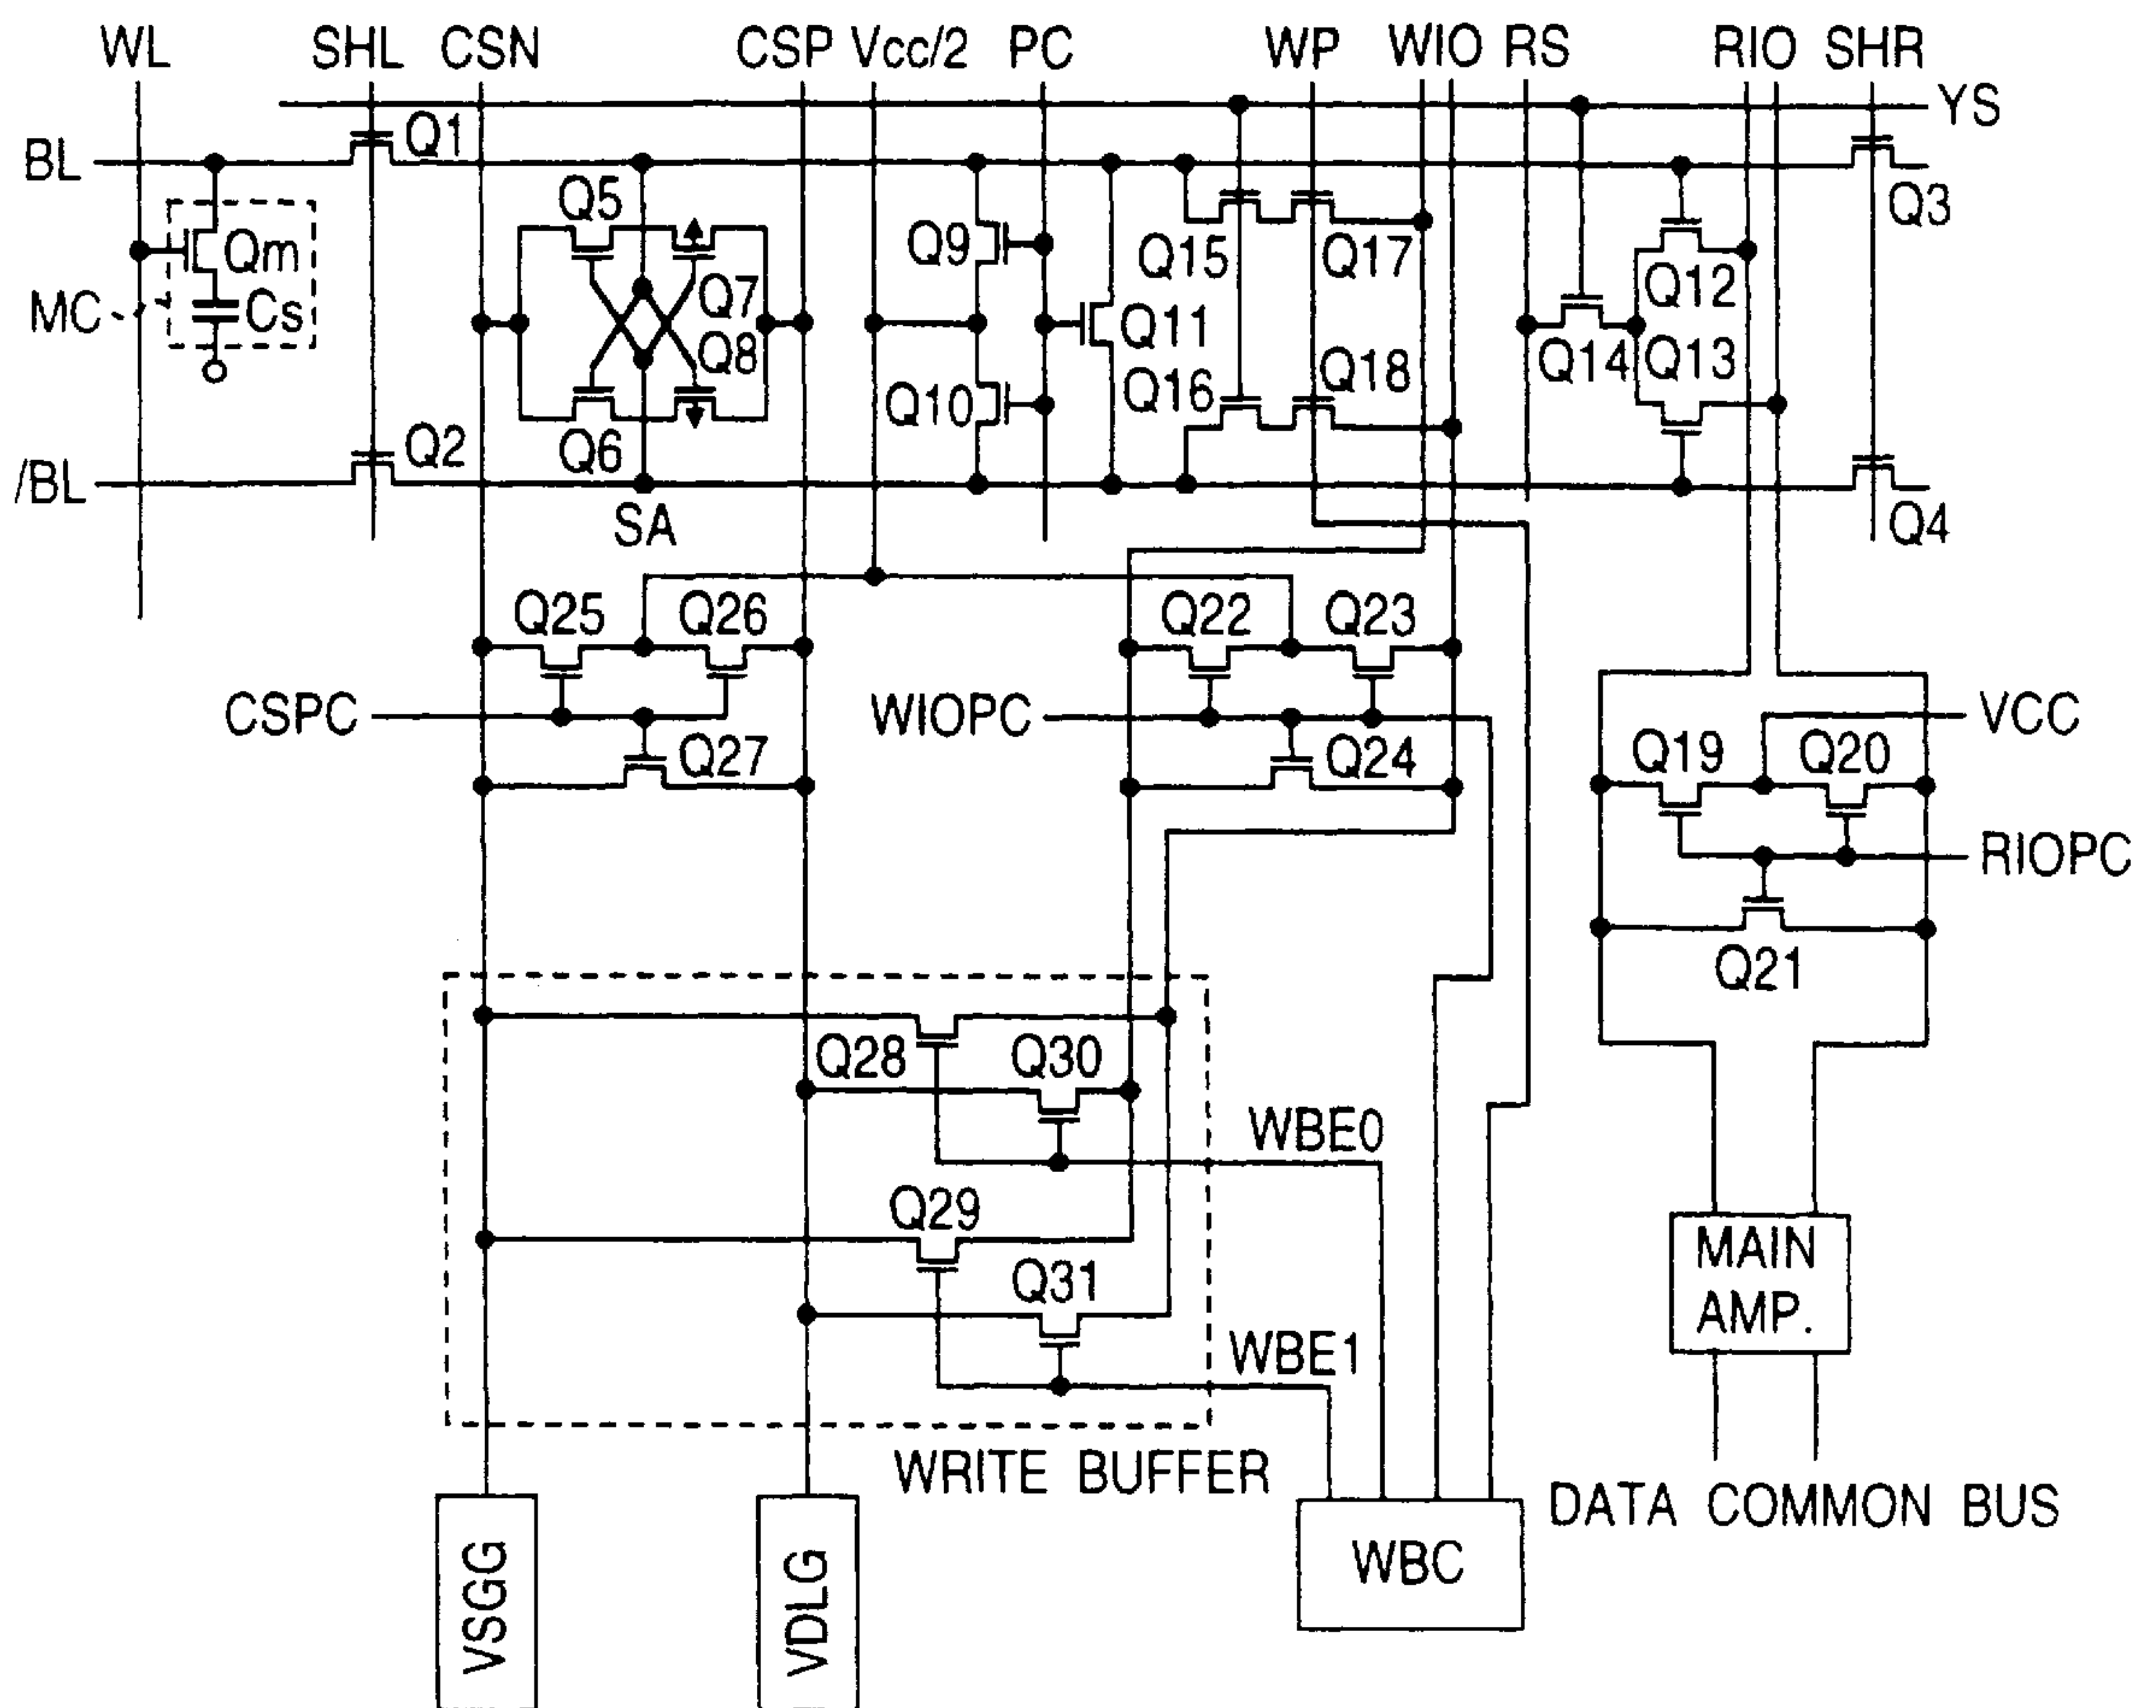 WL SHL CSN CSP Vcc/2 PC WP WIO RS RIO SHR
YS
Q1
BL
Q5 Q3
Qm Q9 Q15 Q17 Q12
MC Cs Q7 Q11
Q8 Q14 Q13
Q10 Q16 Q18
Q6
Q2
/BL
SA Q4
Q25 Q26 Q22 Q23
CSPC WIOPC VCC
Q27 Q24 Q19 Q20
RIOPC
Q21
Q28 Q30
WBE0
Q29
MAIN
AMP.
Q31
WBE1
WRITE BUFFER
DATA COMMON BUS
VSGG VDLG WBC